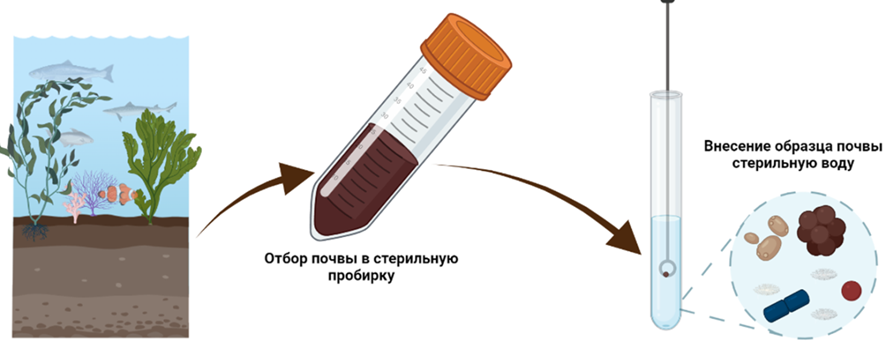 Отбор почвы в стерильную
пробирку
Внесение образца почвы
стерильную воду